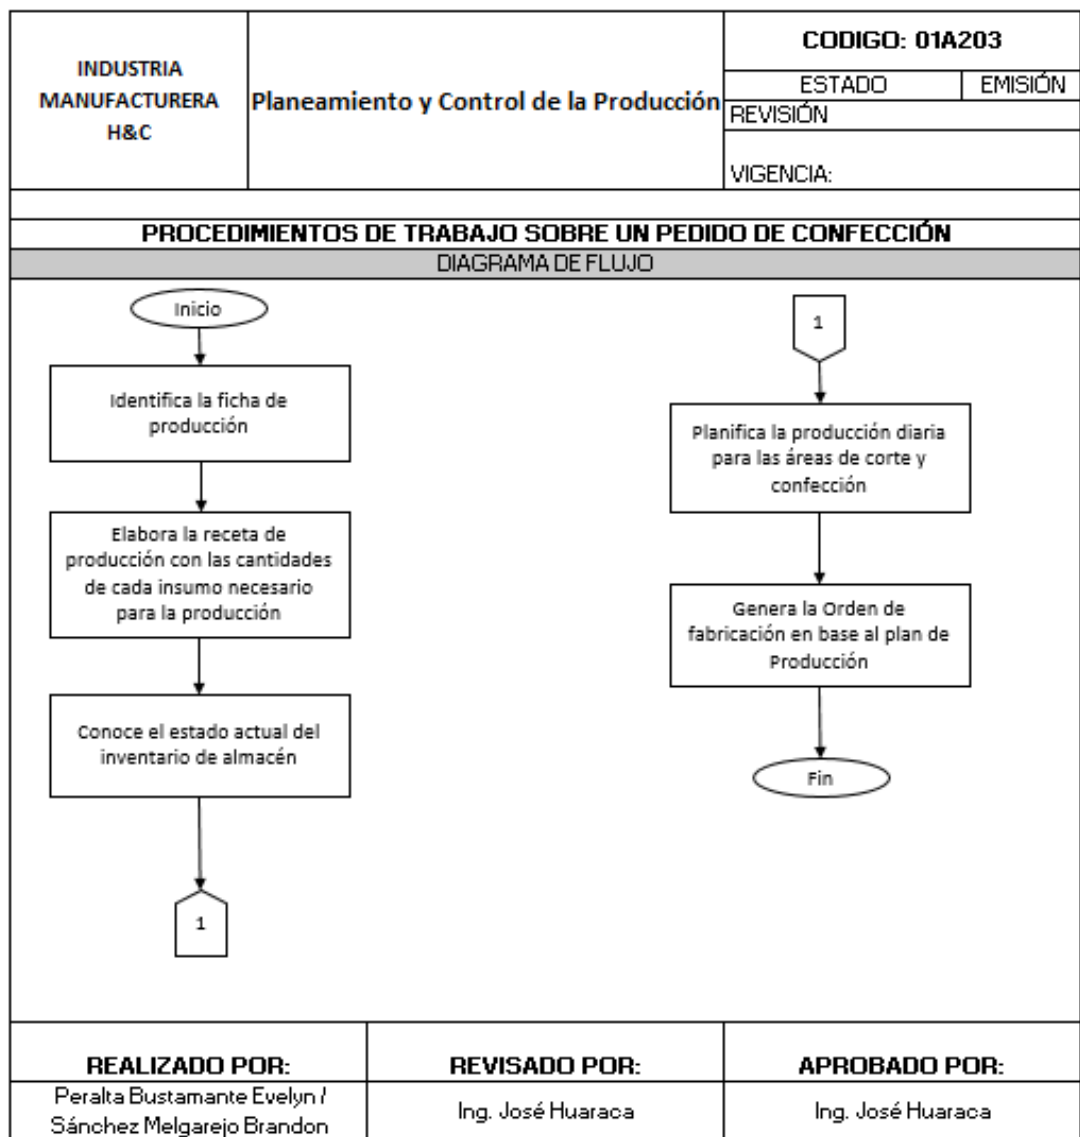 INDUSTRIA
MANUFACTURERA
H&C
Planeamiento y Control de la Producción
CODIGO: 01A203
ESTADO
EMISIÓN
REVISIÓN
VIGENCIA:
PROCEDIMIENTOS DE TRABAJO SOBRE UN PEDIDO DE CONFECCIÓN
DIAGRAMA DE FLUJO
Inicio
Identifica la ficha de
producción
Elabora la receta de
producción con las cantidades
de cada insumo necesario
para la producción
Conoce el estado actual del
inventario de almacén
1
1
Planifica la producción diaria
para las áreas de corte y
confección
Genera la Orden de
fabricación en base al plan de
Producción
Fin
REALIZADO POR:
Peralta Bustamante Evelyn /
Sánchez Melgarejo Brandon
REVISADO POR:
Ing. José Huaraca
APROBADO POR:
Ing. José Huaraca